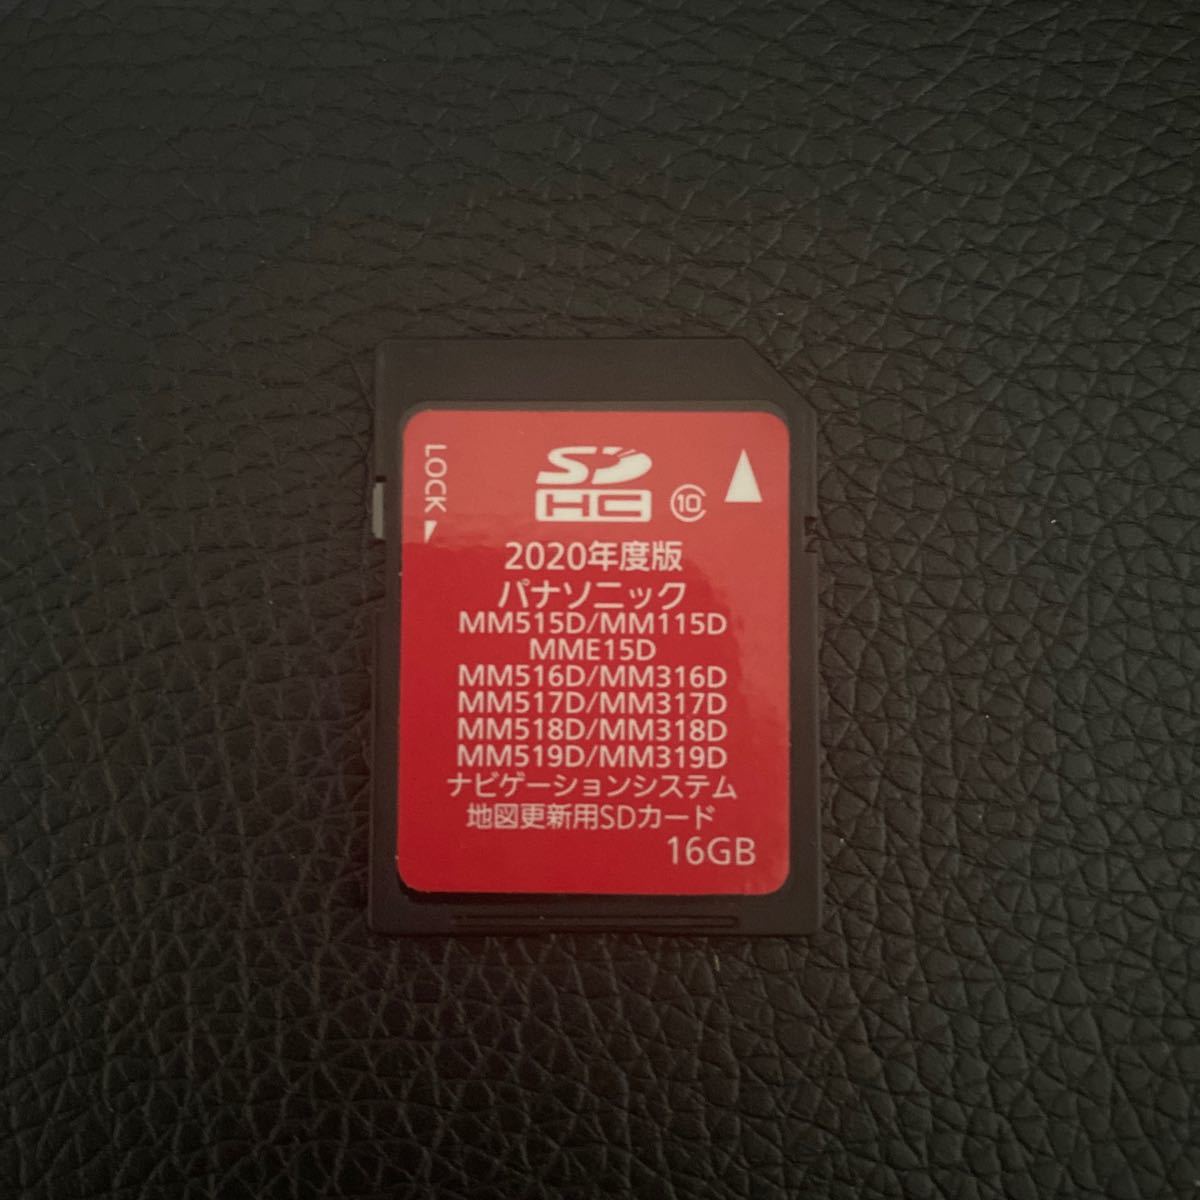 LOCK
SD
HC
10
2020年度版
パナソニック
MM515D/MM115D
MME15D
MM516D/MM316D
MM517D/MM317D
MM518D/MM318D
MM519D/MM319D
ナビゲーションシステム
地図更新用SDカード
16GB